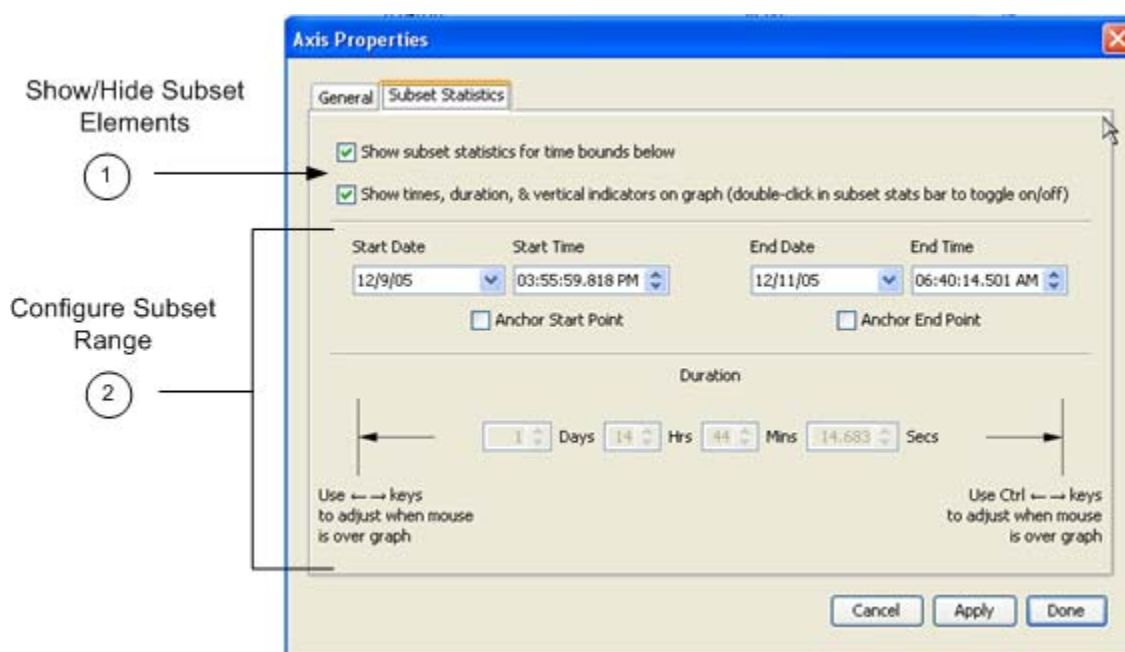 Axis Properties
Show/Hide Subset
Elements
1
General
Subset Statistics
Show subset statistics for time bounds below
Show times, duration, & vertical indicators on graph (double-click in subset stats bar to toggle on/off)
Configure Subset
Range
2
Start Date
Start Time
End Date
End Time
12/9/05
03:55:59.818 PM
12/11/05
06:40:14.501 AM
Anchor Start Point
Anchor End Point
Duration
1 Days 14 Hrs 44 Mins 14.683 Secs
Use ←→ keys
to adjust when mouse
is over graph
Use Ctrl ←→ keys
to adjust when mouse
is over graph
Cancel
Apply
Done